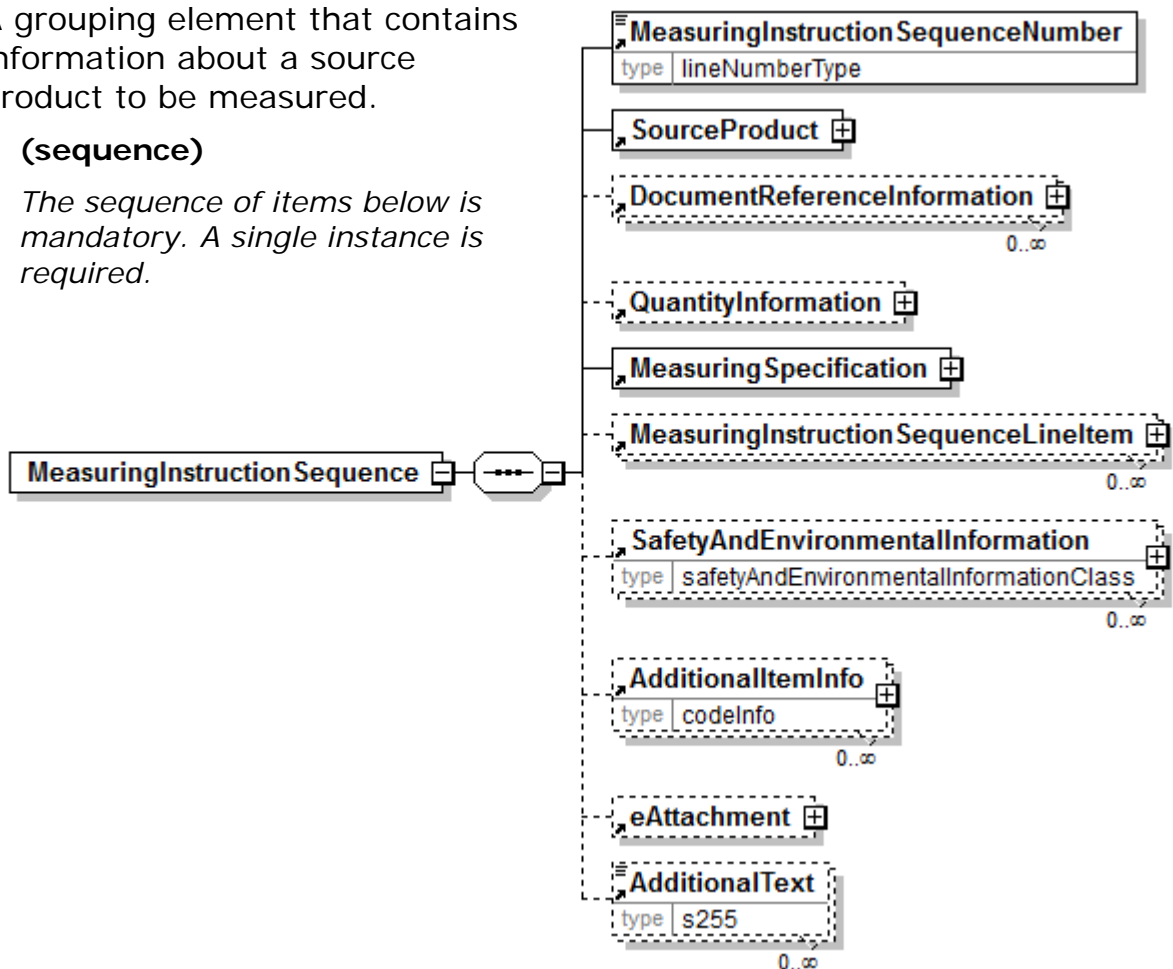 A grouping element that contains
information about a source
product to be measured.
(sequence)
The sequence of items below is
mandatory. A single instance is
required.
MeasuringInstructionSequence
MeasuringInstructionSequenceNumber
type lineNumberType
SourceProduct
DocumentReferenceInformation
0..∞
QuantityInformation
MeasuringSpecification
MeasuringInstructionSequenceLineItem
0..∞
SafetyAndEnvironmentalInformation
type safetyAndEnvironmentalInformationClass
0..∞
AdditionalItemInfo
type codeInfo
0..∞
eAttachment
AdditionalText
type s255
0..∞